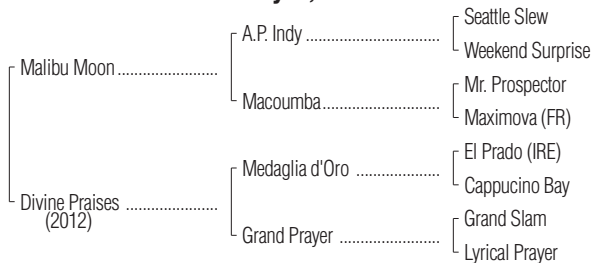 Seattle Slew
A.P. Indy
Weekend Surprise
Malibu Moon
Mr. Prospector
Macoumba
Maximova (FR)
El Prado (IRE)
Medaglia d'Oro
Cappucino Bay
Divine Praises
(2012)
Grand Slam
Grand Prayer
Lyrical Prayer